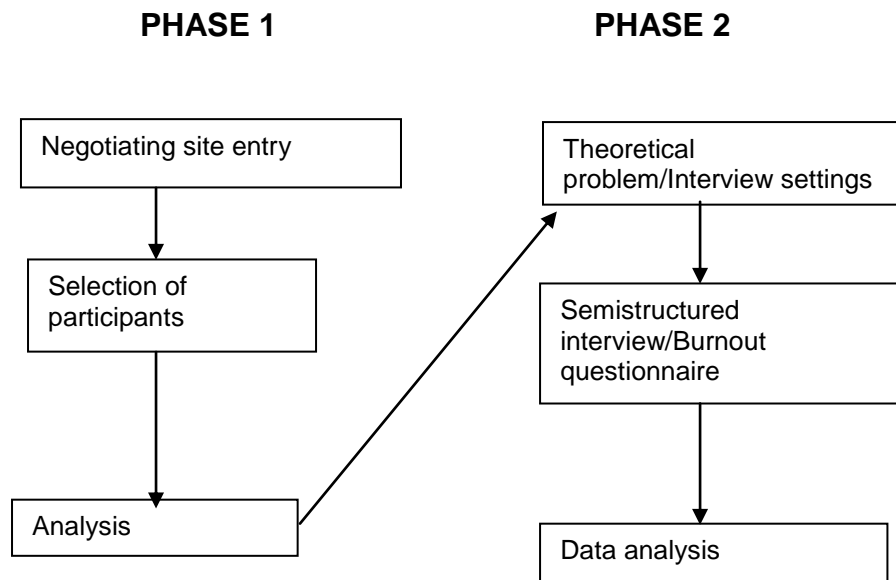 PHASE 1
PHASE 2
Negotiating site entry
Selection of
participants
Analysis
Theoretical
problem/Interview settings
Semistructured
interview/Burnout
questionnaire
Data analysis